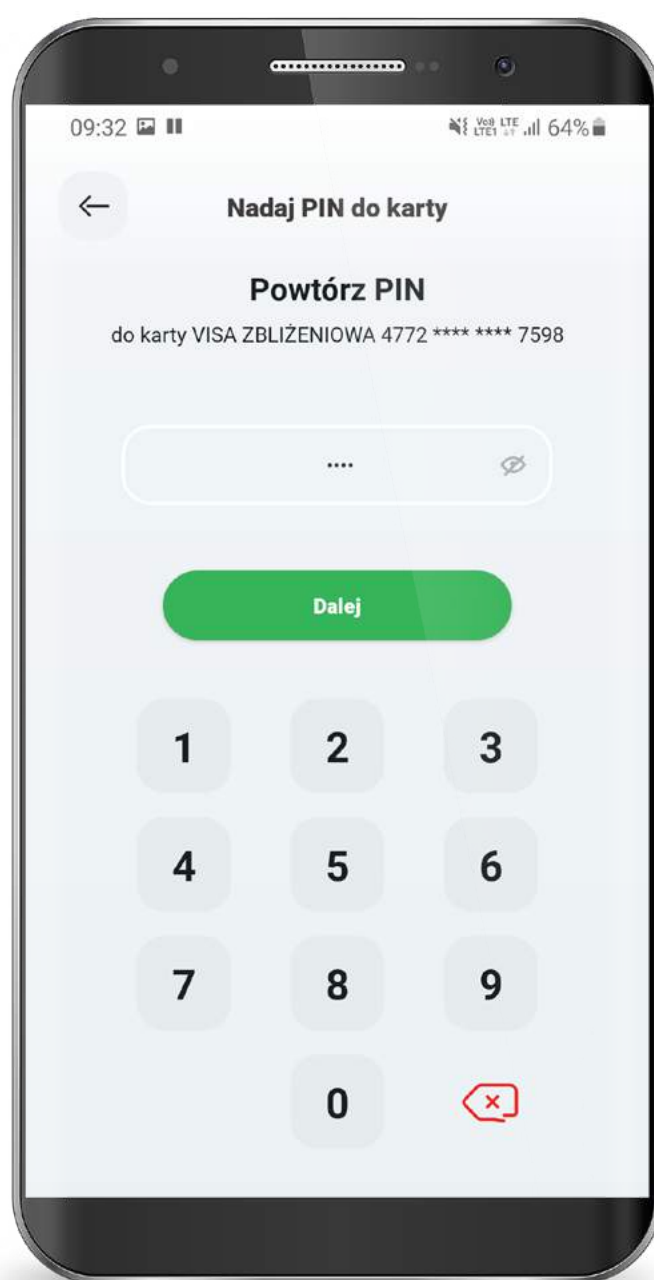 09:32 64%
Nadaj PIN do karty
Powtórz PIN
do karty VISA ZBLIŻENIOWA 4772 **** **** 7598
••••
Dalej
1 2 3
4 5 6
7 8 9
0